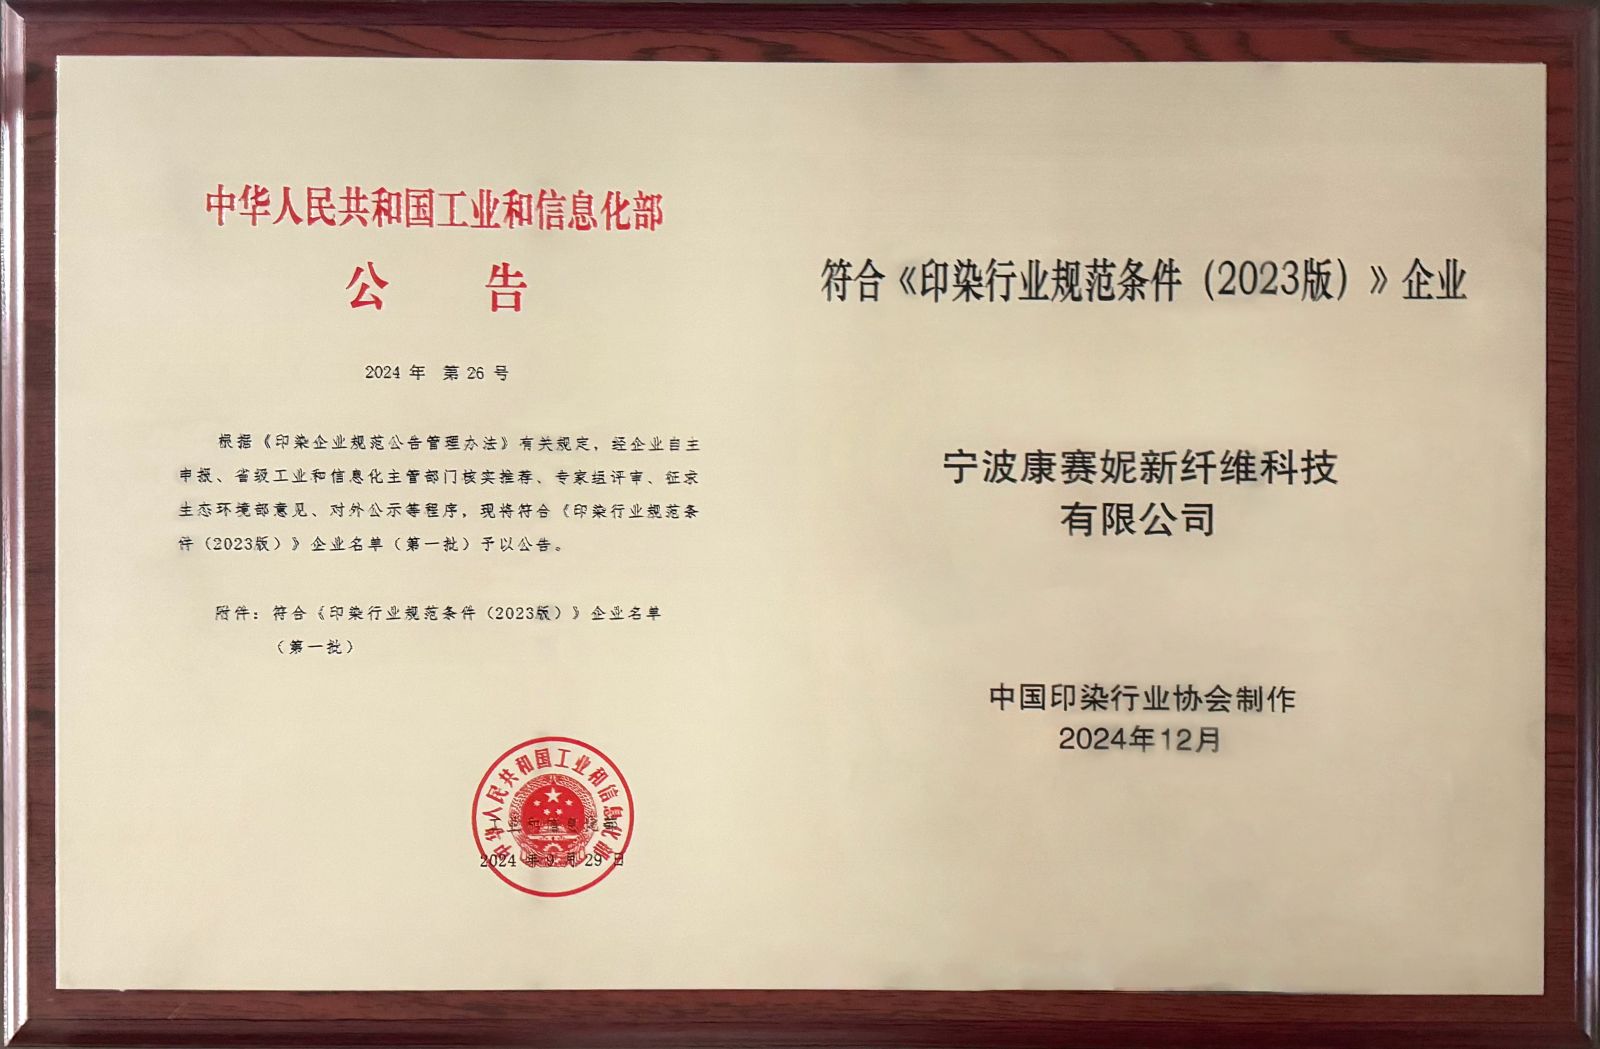 中华人民共和国工业和信息化部
公 告
2024 年 第 26 号
根据《印染企业规范公告管理办法》有关规定，经企业自主
申报、省级工业和信息化主管部门核实推荐、专家组评审、征求
生态环境部意见、对外公示等程序，现将符合《印染行业规范条
件（2023版）》企业名单（第一批）予以公告。
附件：符合《印染行业规范条件（2023版）》企业名单
（第一批）
中华人民共和国工业和信息化部
2024 年 9 月 29 日
符合《印染行业规范条件（2023版）》企业
宁波康赛妮新纤维科技
有限公司
中国印染行业协会制作
2024年12月